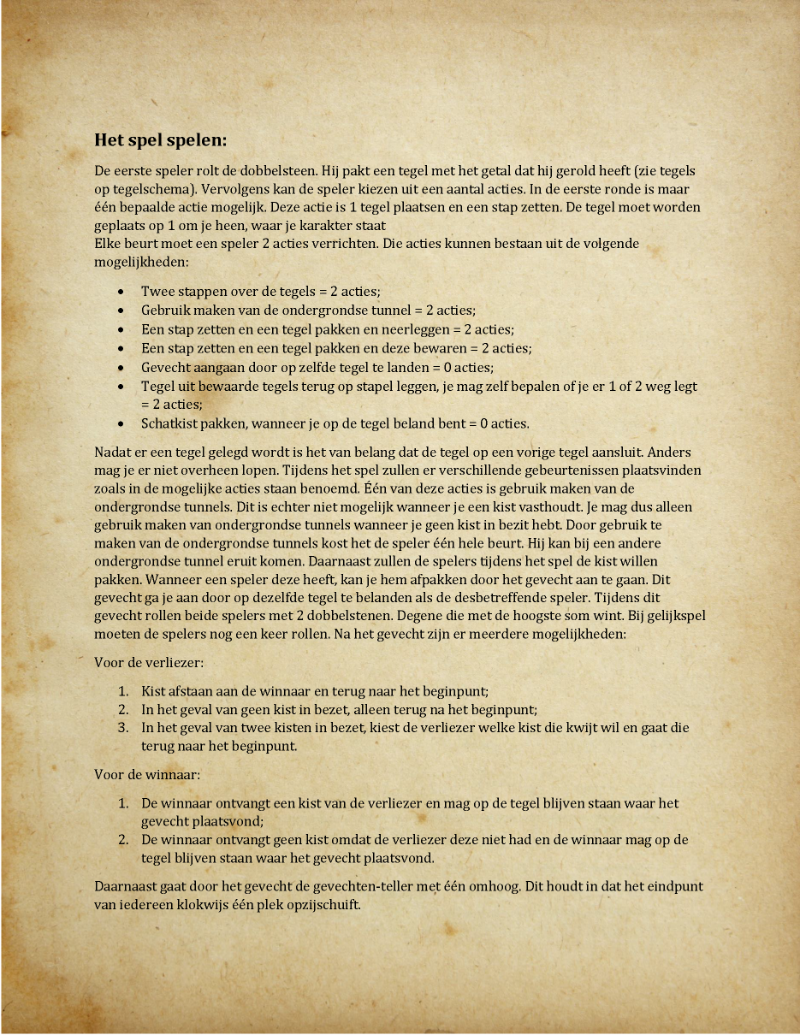 Het spel spelen:
De eerste speler rolt de dobbelsteen. Hij pakt een tegel met het getal dat hij gerold heeft (zie tegels
op tegelschema). Vervolgens kan de speler kiezen uit een aantal acties. In de eerste ronde is maar
één bepaalde actie mogelijk. Deze actie is 1 tegel plaatsen en een stap zetten. De tegel moet worden
geplaats op 1 om je heen, waar je karakter staat
Elke beurt moet een speler 2 acties verrichten. Die acties kunnen bestaan uit de volgende
mogelijkheden:
• Twee stappen over de tegels = 2 acties;
• Gebruik maken van de ondergrondse tunnel = 2 acties;
• Een stap zetten en een tegel pakken en neerleggen = 2 acties;
• Een stap zetten en een tegel pakken en deze bewaren = 2 acties;
• Gevecht aangaan door op zelfde tegel te landen = 0 acties;
• Tegel uit bewaarde tegels terug op stapel leggen, je mag zelf bepalen of je er 1 of 2 weg legt
= 2 acties;
• Schatkist pakken, wanneer je op de tegel beland bent = 0 acties.
Nadat er een tegel gelegd wordt is het van belang dat de tegel op een vorige tegel aansluit. Anders
mag je er niet overheen lopen. Tijdens het spel zullen er verschillende gebeurtenissen plaatsvinden
zoals in de mogelijke acties staan benoemd. Één van deze acties is gebruik maken van de
ondergrondse tunnels. Dit is echter niet mogelijk wanneer je een kist vasthoudt. Je mag dus alleen
gebruik maken van ondergrondse tunnels wanneer je geen kist in bezit hebt. Door gebruik te
maken van de ondergrondse tunnels kost het de speler één hele beurt. Hij kan bij een andere
ondergrondse tunnel eruit komen. Daarnaast zullen de spelers tijdens het spel de kist willen
pakken. Wanneer een speler deze heeft, kan je hem afpakken door het gevecht aan te gaan. Dit
gevecht ga je aan door op dezelfde tegel te belanden als de desbetreffende speler. Tijdens dit
gevecht rollen beide spelers met 2 dobbelstenen. Degene die met de hoogste som wint. Bij gelijkspel
moeten de spelers nog een keer rollen. Na het gevecht zijn er meerdere mogelijkheden:
Voor de verliezer:
1. Kist afstaan aan de winnaar en terug naar het beginpunt;
2. In het geval van geen kist in bezet, alleen terug na het beginpunt;
3. In het geval van twee kisten in bezet, kiest de verliezer welke kist die kwijt wil en gaat die
terug naar het beginpunt.
Voor de winnaar:
1. De winnaar ontvangt een kist van de verliezer en mag op de tegel blijven staan waar het
gevecht plaatsvond;
2. De winnaar ontvangt geen kist omdat de verliezer deze niet had en de winnaar mag op de
tegel blijven staan waar het gevecht plaatsvond.
Daarnaast gaat door het gevecht de gevechten-teller met één omhoog. Dit houdt in dat het eindpunt
van iedereen klokwijs één plek opzijschuift.